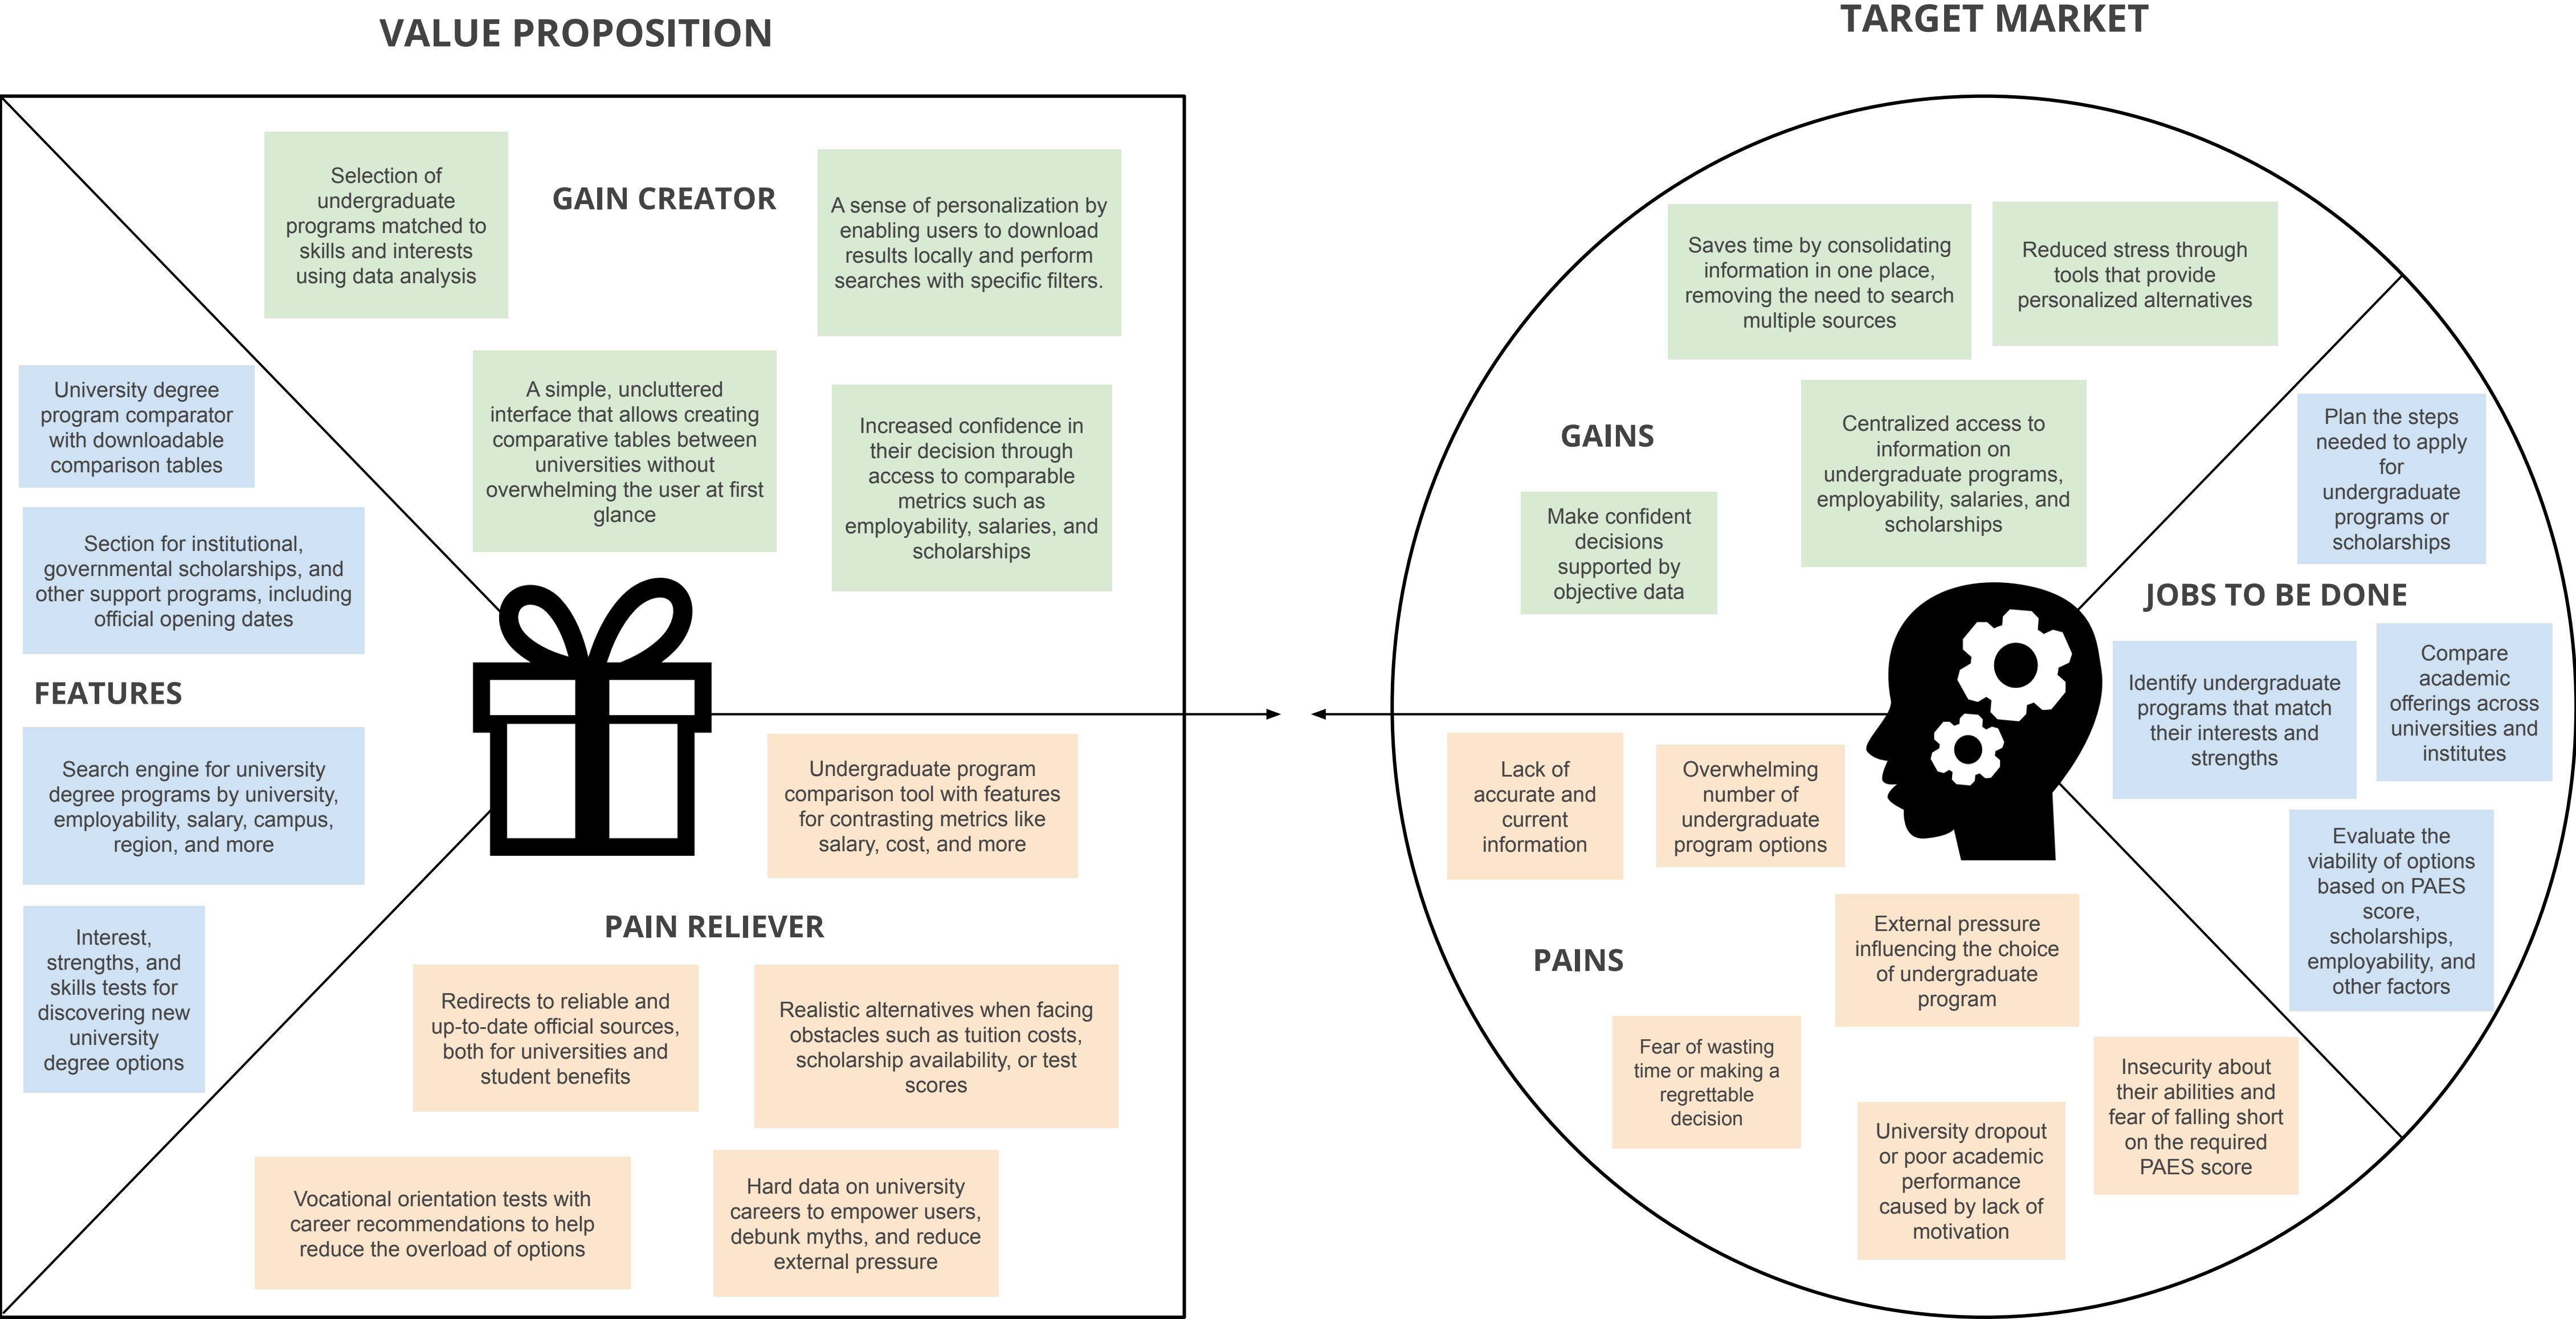 VALUE PROPOSITION
TARGET MARKET
GAIN CREATOR
Selection of
undergraduate
programs matched to
skills and interests
using data analysis
A sense of personalization by
enabling users to download
results locally and perform
searches with specific filters.
A simple, uncluttered
interface that allows creating
comparative tables between
universities without
overwhelming the user at first
glance
Increased confidence in
their decision through
access to comparable
metrics such as
employability, salaries, and
scholarships
University degree
program comparator
with downloadable
comparison tables
Section for institutional,
governmental scholarships, and
other support programs, including
official opening dates
FEATURES
Search engine for university
degree programs by university,
employability, salary, campus,
region, and more
Interest,
strengths, and
skills tests for
discovering new
university
degree options
Undergraduate program
comparison tool with features
for contrasting metrics like
salary, cost, and more
PAIN RELIEVER
Redirects to reliable and
up-to-date official sources,
both for universities and
student benefits
Realistic alternatives when facing
obstacles such as tuition costs,
scholarship availability, or test
scores
Vocational orientation tests with
career recommendations to help
reduce the overload of options
Hard data on university
careers to empower users,
debunk myths, and reduce
external pressure
Saves time by consolidating
information in one place,
removing the need to search
multiple sources
Reduced stress through
tools that provide
personalized alternatives
GAINS
Centralized access to
information on
undergraduate programs,
employability, salaries, and
scholarships
Make confident
decisions
supported by
objective data
Plan the steps
needed to apply
for
undergraduate
programs or
scholarships
JOBS TO BE DONE
Identify undergraduate
programs that match
their interests and
strengths
Compare
academic
offerings across
universities and
institutes
Evaluate the
viability of options
based on PAES
score,
scholarships,
employability, and
other factors
Lack of
accurate and
current
information
Overwhelming
number of
undergraduate
program options
External pressure
influencing the choice
of undergraduate
program
PAINS
Fear of wasting
time or making a
regrettable
decision
University dropout
or poor academic
performance
caused by lack of
motivation
Insecurity about
their abilities and
fear of falling short
on the required
PAES score